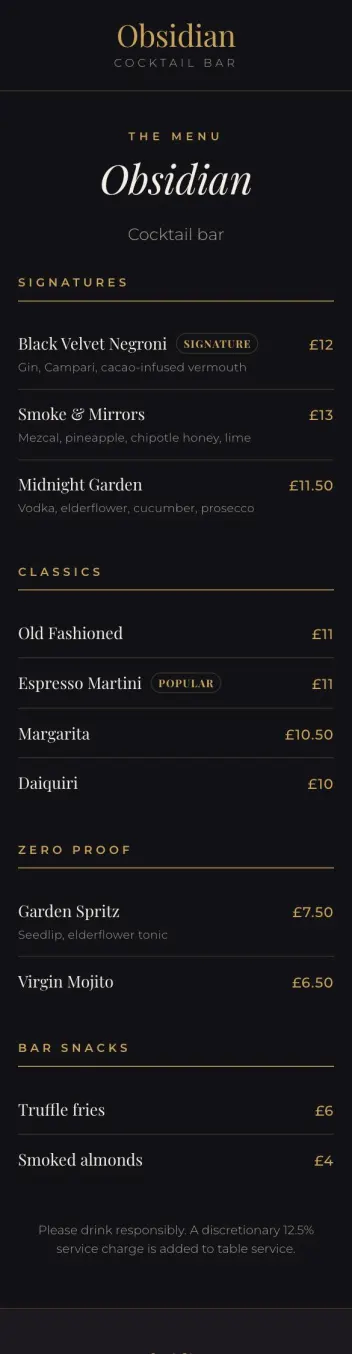 Obsidian
COCKTAIL BAR
THE MENU
Obsidian
Cocktail bar
SIGNATURES
Black Velvet Negroni SIGNATURE £12
Gin, Campari, cacao-infused vermouth
Smoke & Mirrors £13
Mezcal, pineapple, chipotle honey, lime
Midnight Garden £11.50
Vodka, elderflower, cucumber, prosecco
CLASSICS
Old Fashioned £11
Espresso Martini POPULAR £11
Margarita £10.50
Daiquiri £10
ZERO PROOF
Garden Spritz £7.50
Seedlip, elderflower tonic
Virgin Mojito £6.50
BAR SNACKS
Truffle fries £6
Smoked almonds £4
Please drink responsibly. A discretionary 12.5%
service charge is added to table service.